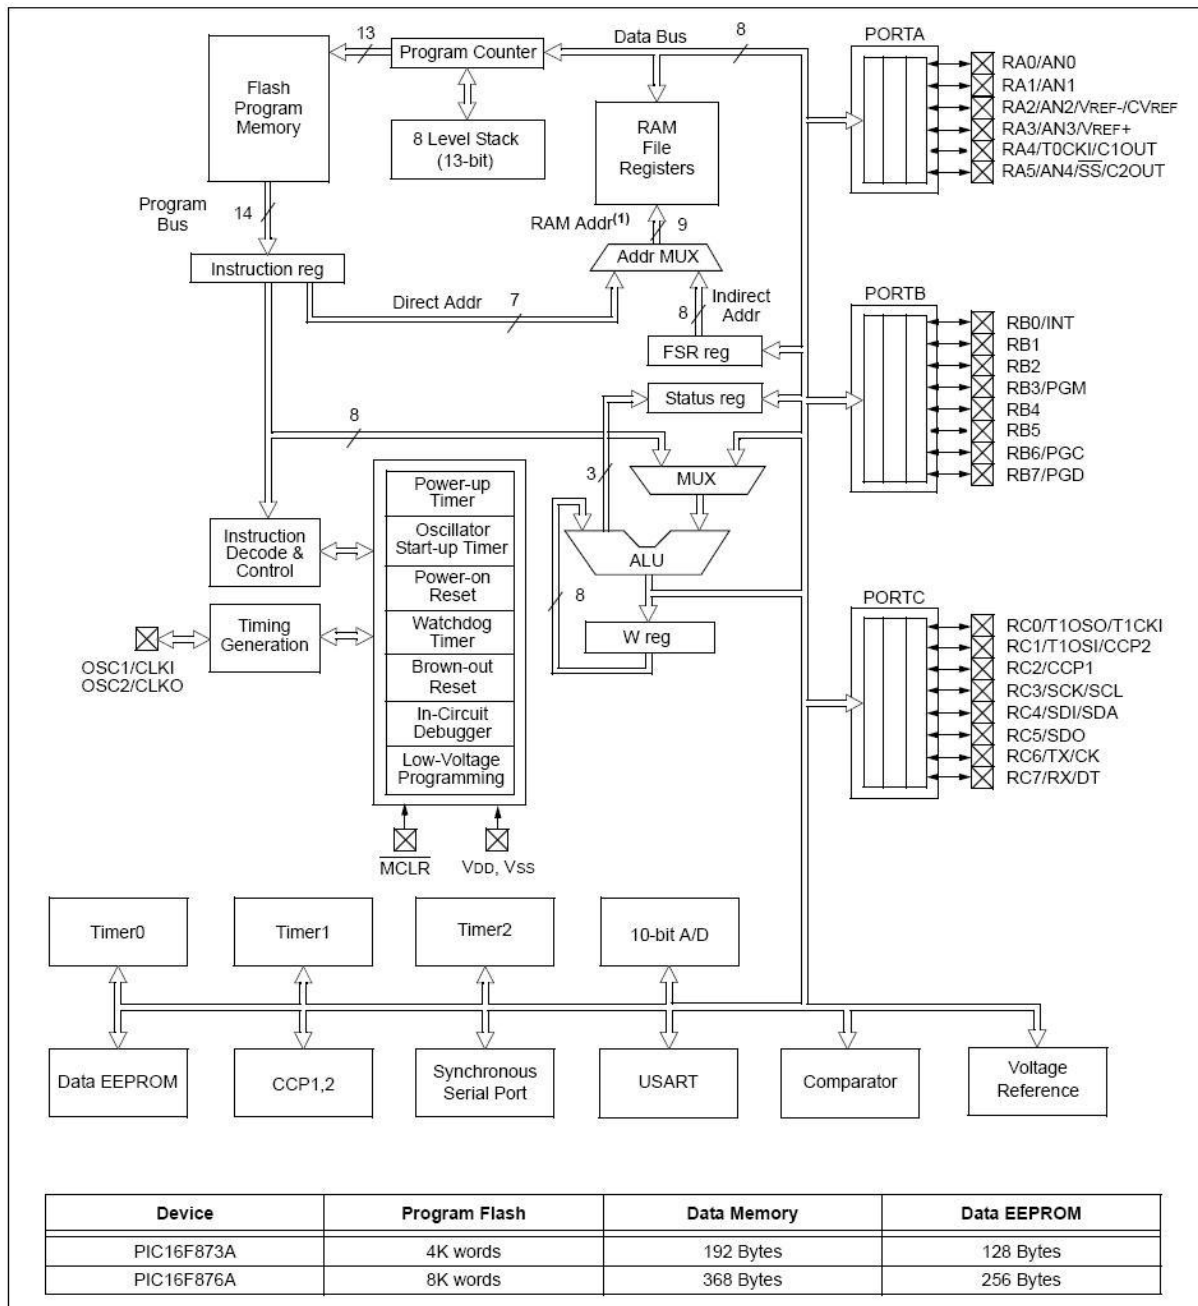 13
Data Bus
8
PORTA
Program Counter
Flash
Program
Memory
8 Level Stack
(13-bit)
RAM
File
Registers
RA0/AN0
RA1/AN1
RA2/AN2/VREF-/CVREF
RA3/AN3/VREF+
RA4/T0CKI/C1OUT
RA5/AN4/SS/C2OUT
Program
Bus
14
RAM Addr(1)
9
Instruction reg
Addr MUX
Direct Addr
7
8
Indirect
Addr
FSR reg
Status reg
PORTB
RB0/INT
RB1
RB2
RB3/PGM
RB4
RB5
RB6/PGC
RB7/PGD
8
3
MUX
Power-up
Timer
Oscillator
Start-up Timer
Power-on
Reset
Watchdog
Timer
Brown-out
Reset
In-Circuit
Debugger
Low-Voltage
Programming
Instruction
Decode &
Control
ALU
8
W reg
Timing
Generation
OSC1/CLKI
OSC2/CLKO
PORTC
RC0/T1OSO/T1CKI
RC1/T1OSI/CCP2
RC2/CCP1
RC3/SCK/SCL
RC4/SDI/SDA
RC5/SDO
RC6/TX/CK
RC7/RX/DT
MCLR
VDD, VSS
Timer0
Timer1
Timer2
10-bit A/D
Data EEPROM
CCP1,2
Synchronous
Serial Port
USART
Comparator
Voltage
Reference
Device Program Flash Data Memory Data EEPROM
PIC16F873A 4K words 192 Bytes 128 Bytes
PIC16F876A 8K words 368 Bytes 256 Bytes